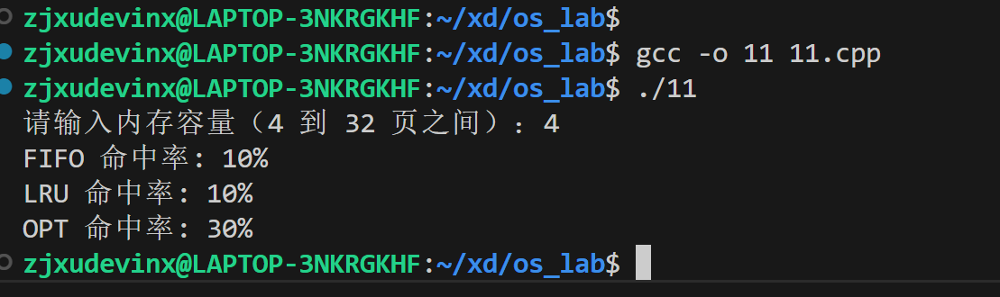 zjxudevinx@LAPTOP-3NKRGKHF:~/xd/os_lab$
zjxudevinx@LAPTOP-3NKRGKHF:~/xd/os_lab$ gcc -o 11 11.cpp
zjxudevinx@LAPTOP-3NKRGKHF:~/xd/os_lab$ ./11
请输入内存容量（4 到 32 页之间）：4
FIFO 命中率: 10%
LRU 命中率: 10%
OPT 命中率: 30%
zjxudevinx@LAPTOP-3NKRGKHF:~/xd/os_lab$